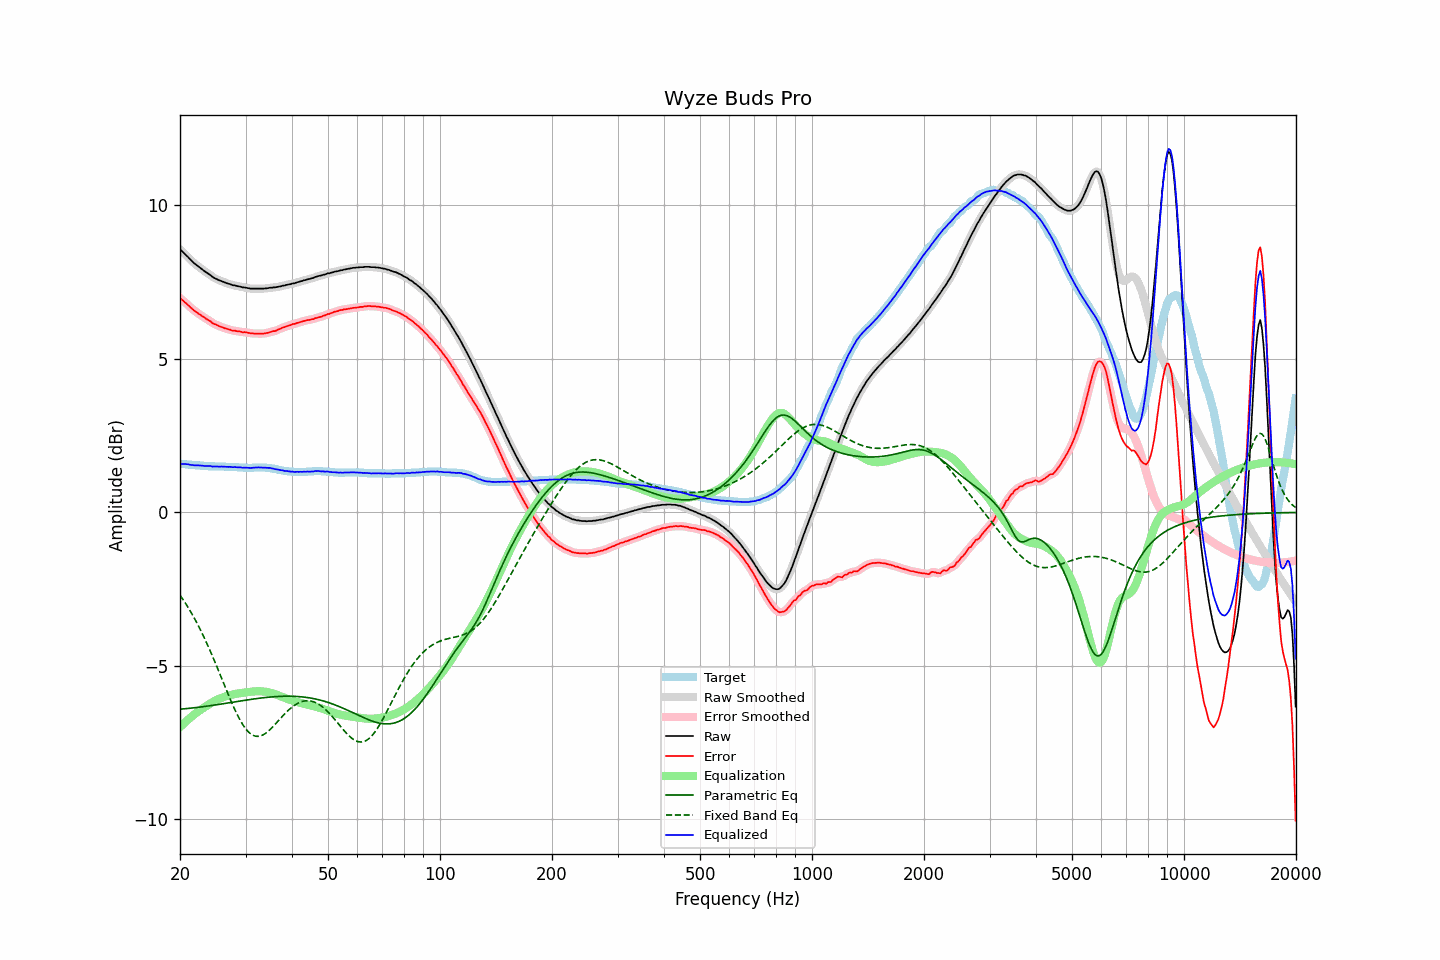 Wyze Buds Pro
Amplitude (dBr)
10
5
0
−5
−10
Target
Raw Smoothed
Error Smoothed
Raw
Error
Equalization
Parametric Eq
Fixed Band Eq
Equalized
20 50 100 200 500 1000 2000 5000 10000 20000
Frequency (Hz)